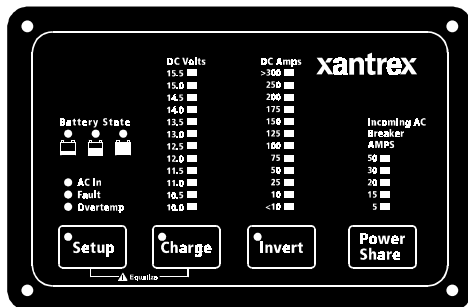 xantrex
DC Volts
15.5
15.0
14.5
14.0
13.5
13.0
12.5
12.0
11.5
11.0
10.5
10.0
DC Amps
>300
250
200
175
150
125
100
75
50
25
10
<10
Incoming AC
Breaker
AMPS
50
30
20
15
5
Battery State
AC In
Fault
Overtemp
Setup
Charge
Invert
Power
Share
Equalize